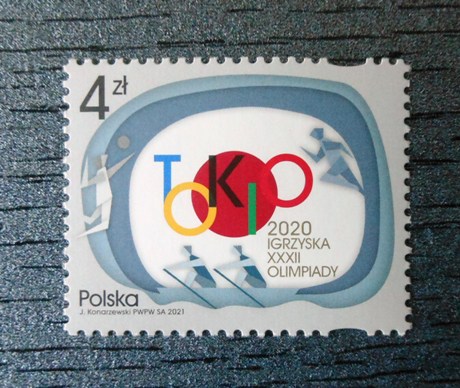 4 zł
TOKIO
2020
IGRZYSKA
XXXII
OLIMPIADY
Polska
J. Konarzewski PWPW SA 2021